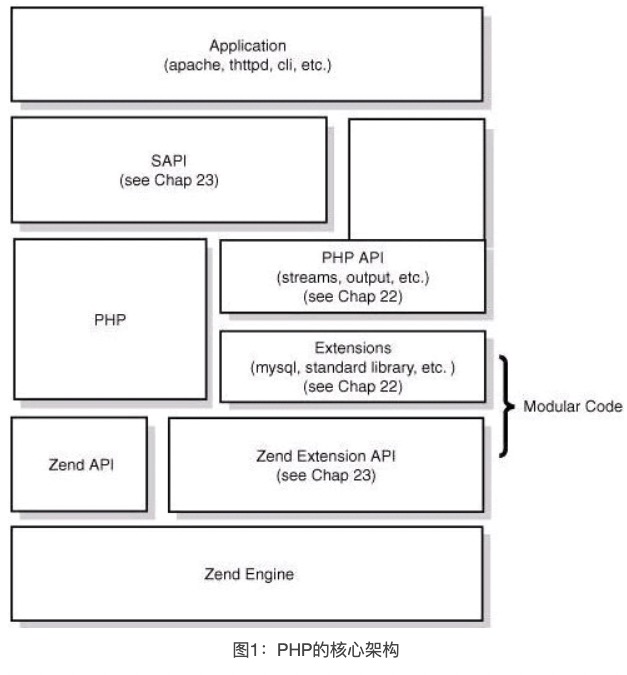 Application
(apache, thttpd, cli, etc.)
SAPI
(see Chap 23)
PHP API
(streams, output, etc.)
(see Chap 22)
PHP
Extensions
(mysql, standard library, etc. )
(see Chap 22)
Modular Code
Zend API
Zend Extension API
(see Chap 23)
Zend Engine
图1：PHP的核心架构